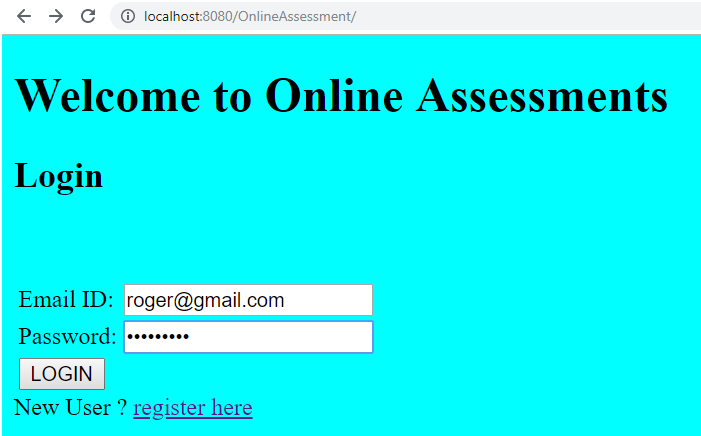 localhost:8080/OnlineAssessment/
Welcome to Online Assessments
Login
Email ID: roger@gmail.com
Password: •••••••••
LOGIN
New User ? register here